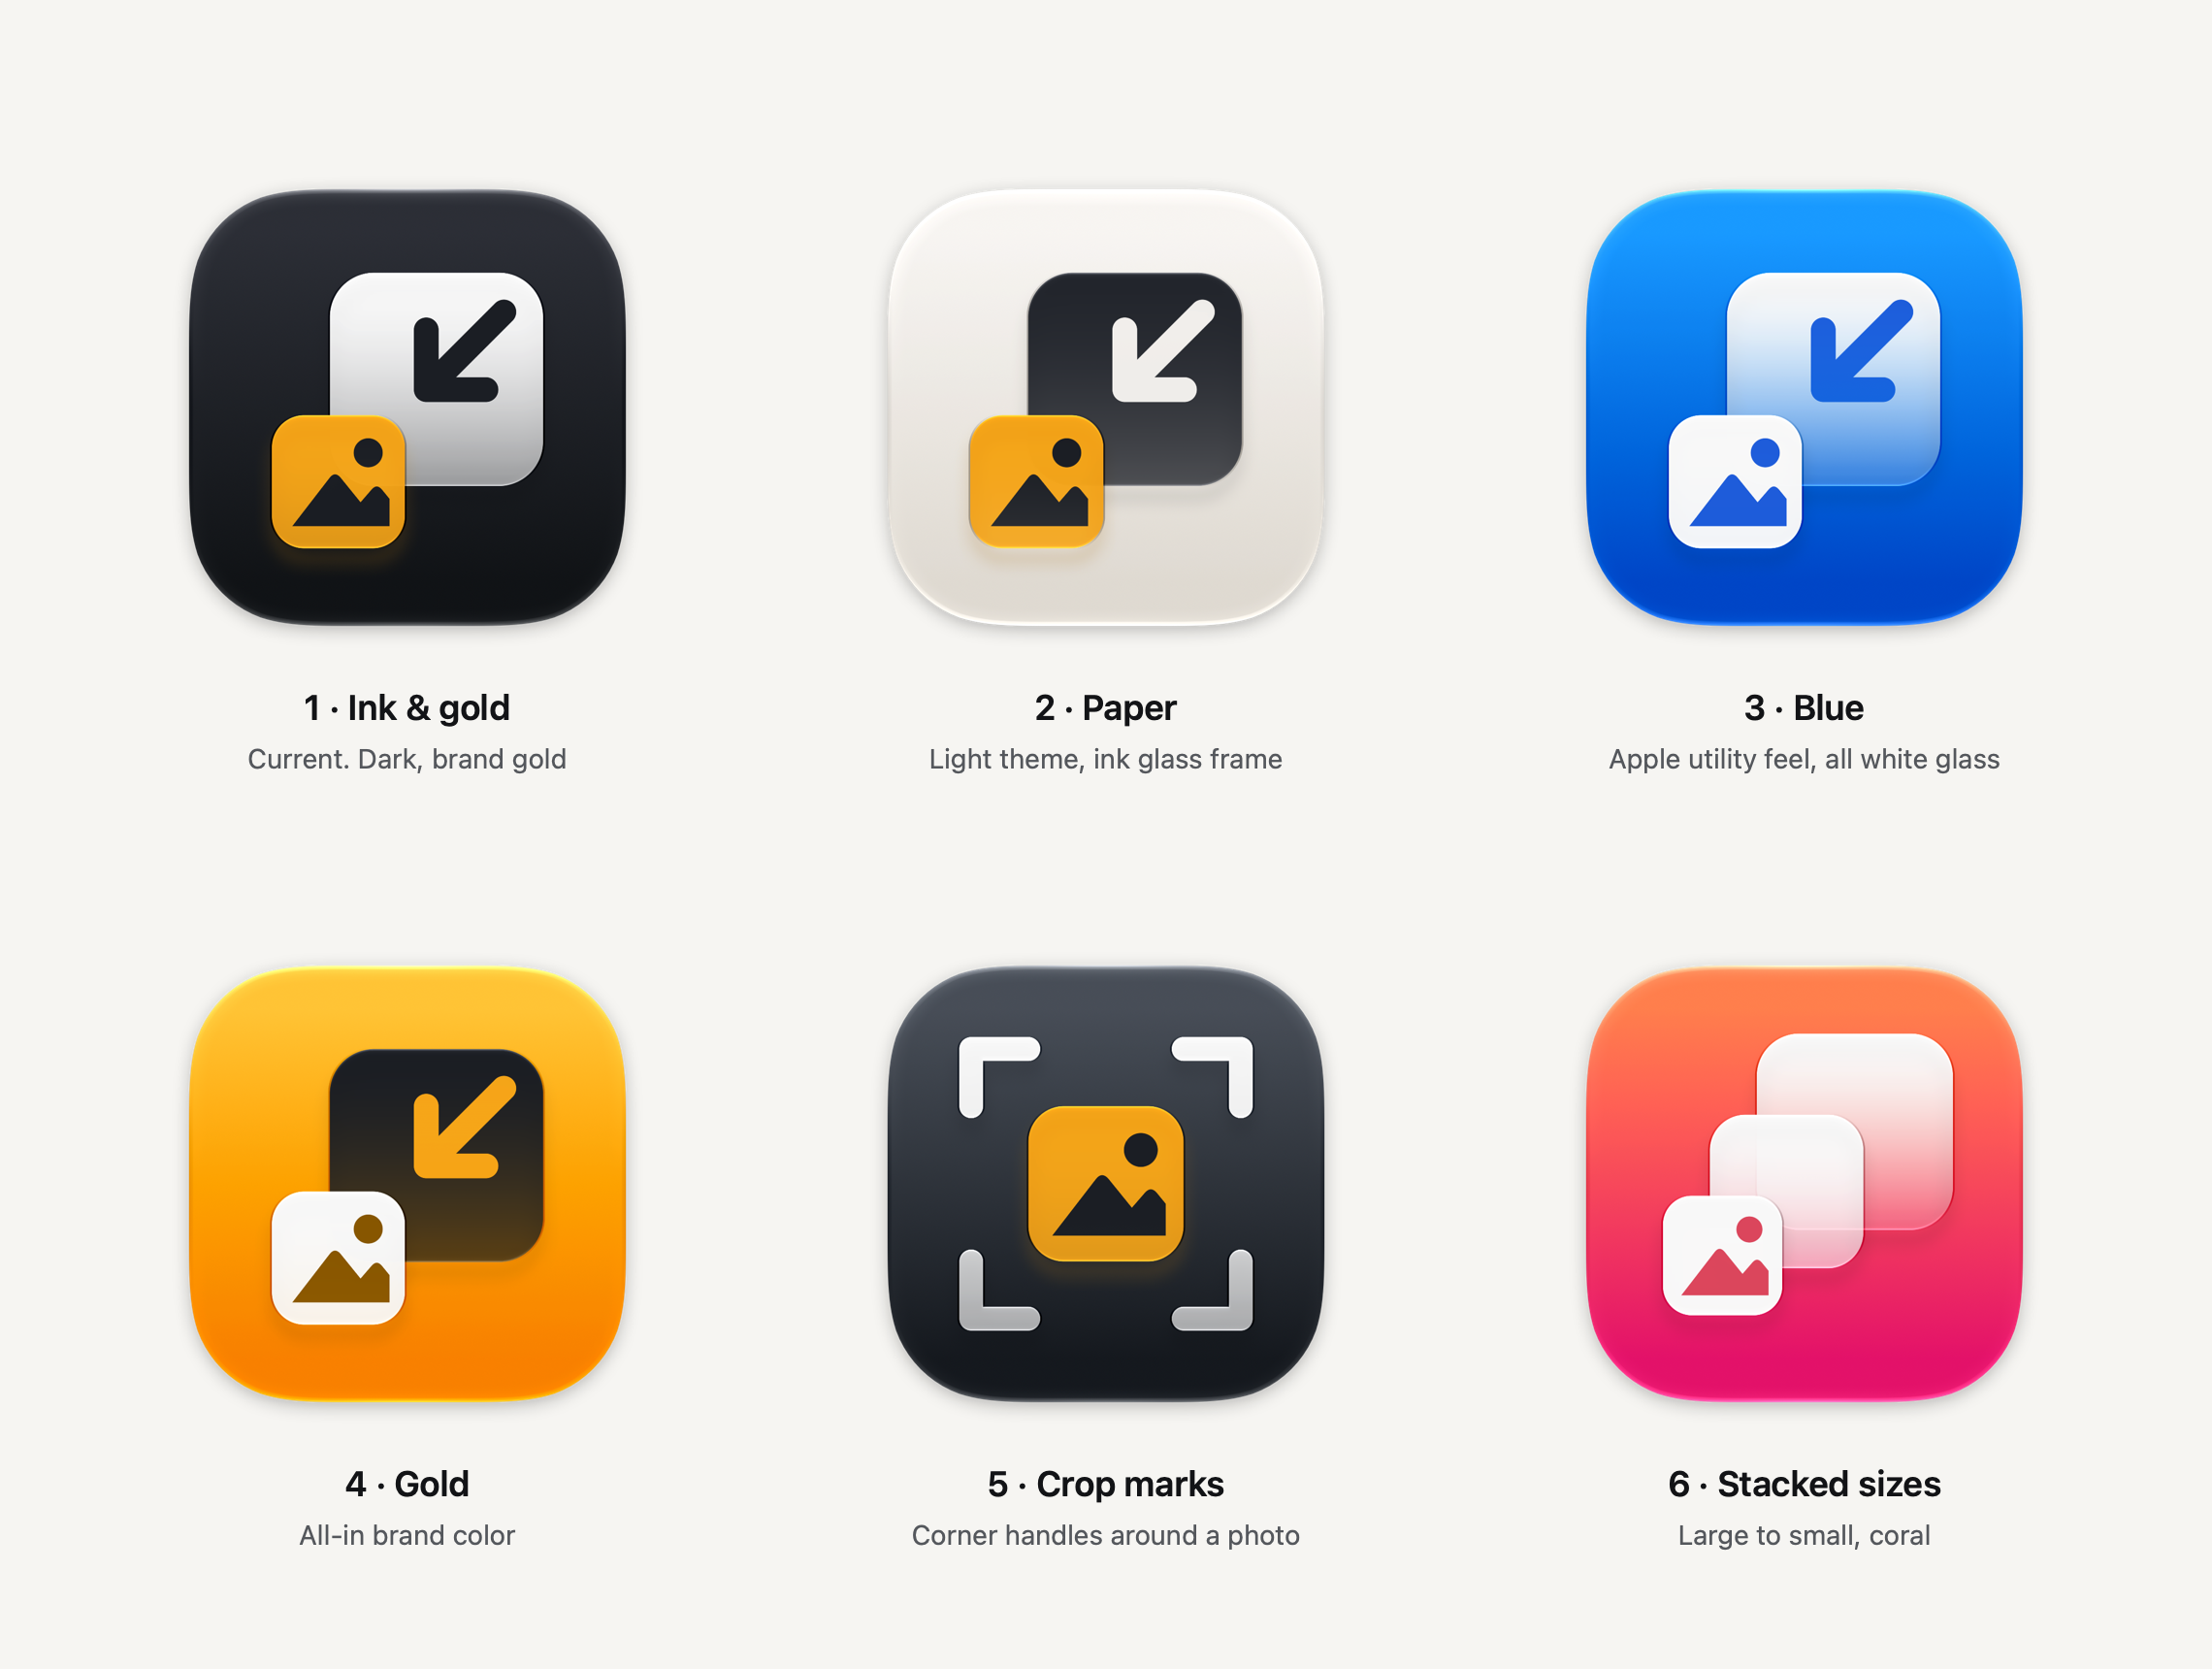 1 · Ink & gold
Current. Dark, brand gold
2 · Paper
Light theme, ink glass frame
3 · Blue
Apple utility feel, all white glass
4 · Gold
All-in brand color
5 · Crop marks
Corner handles around a photo
6 · Stacked sizes
Large to small, coral